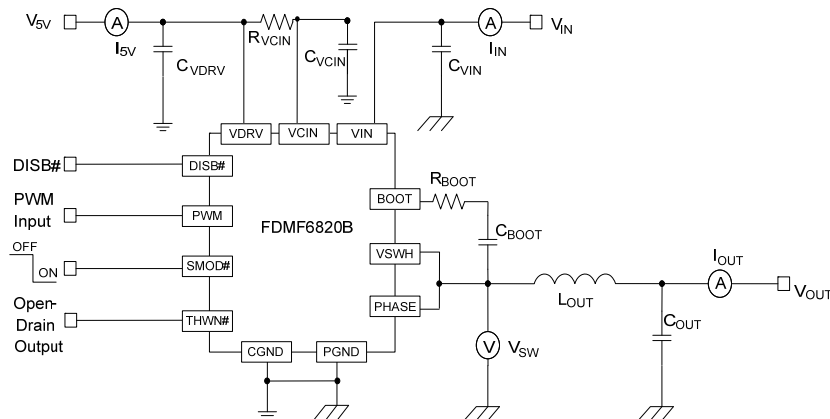 V5V
A
I5V
RVCIN
CVDRV
CVCIN
A
IIN
VIN
CVIN
VDRV
VCIN
VIN
DISB#
DISB#
PWM
Input
PWM
FDMF6820B
BOOT
RBOOT
CBOOT
OFF
ON
SMOD#
VSWH
Open-
Drain
Output
THWN#
PHASE
LOUT
IOUT
A
VOUT
COUT
V
VSW
CGND
PGND